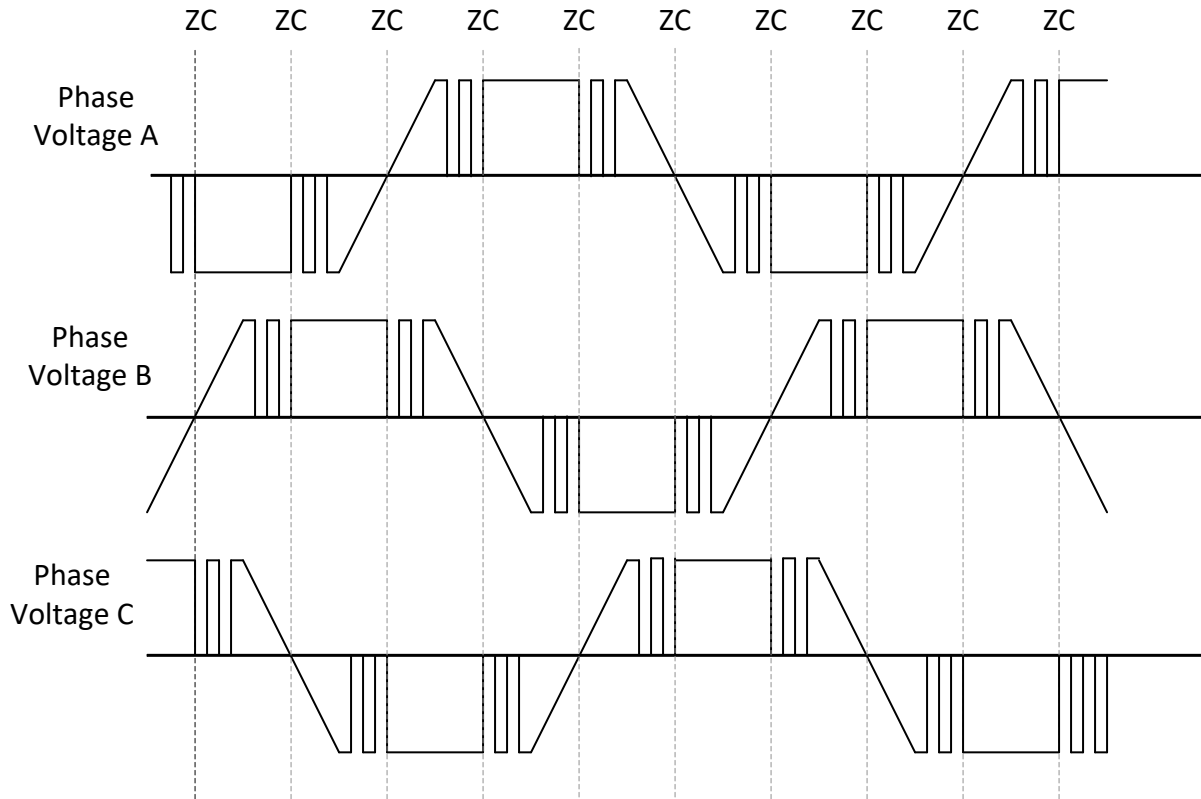 ZC ZC ZC ZC ZC ZC ZC ZC ZC ZC
Phase
Voltage A
Phase
Voltage B
Phase
Voltage C